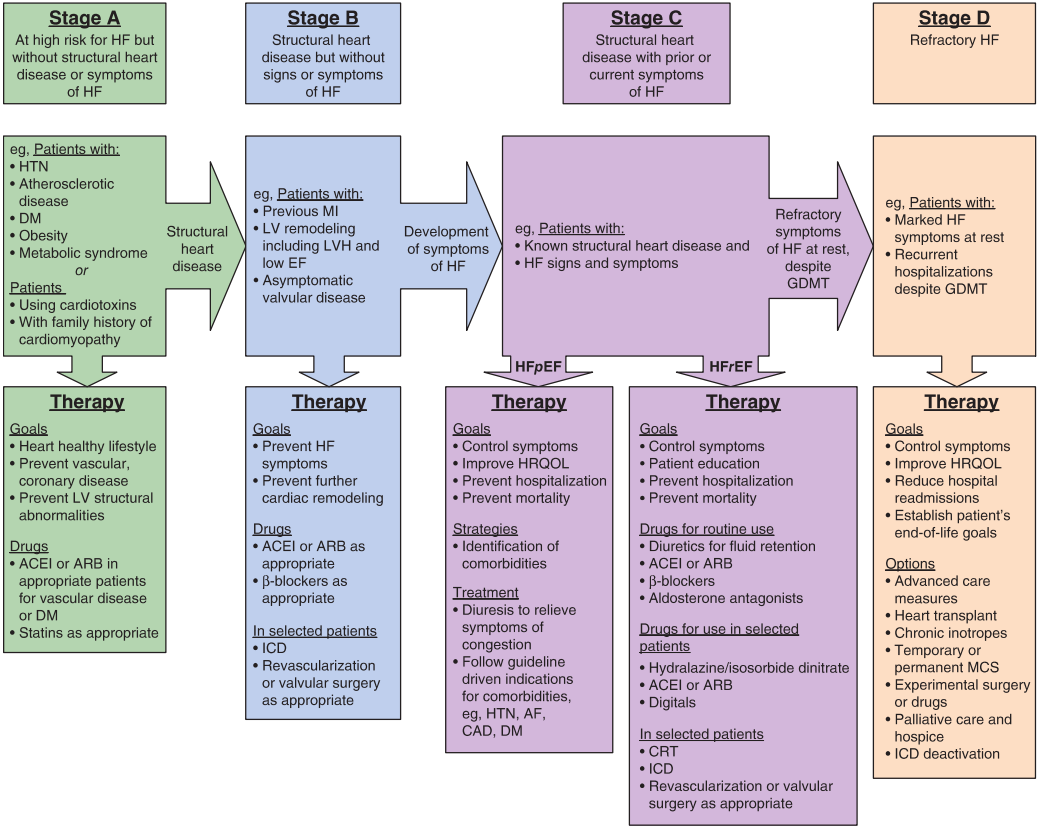 Stage A
At high risk for HF but
without structural heart
disease or symptoms
of HF
Stage B
Structural heart
disease but without
signs or symptoms
of HF
Stage C
Structural heart
disease with prior or
current symptoms
of HF
Stage D
Refractory HF
eg, Patients with:
• HTN
• Atherosclerotic
disease
• DM
• Obesity
• Metabolic syndrome
or
Patients
• Using cardiotoxins
• With family history of
cardiomyopathy
Structural
heart
disease
eg, Patients with:
• Previous MI
• LV remodeling
including LVH and
low EF
• Asymptomatic
valvular disease
Development
of symptoms
of HF
eg, Patients with:
• Known structural heart disease and
• HF signs and symptoms
Refractory
symptoms
of HF at rest,
despite
GDMT
eg, Patients with:
• Marked HF
symptoms at rest
• Recurrent
hospitalizations
despite GDMT
HFpEF
HFrEF
Therapy
Goals
• Heart healthy lifestyle
• Prevent vascular,
coronary disease
• Prevent LV structural
abnormalities
Drugs
• ACEI or ARB in
appropriate patients
for vascular disease
or DM
• Statins as appropriate
Therapy
Goals
• Prevent HF
symptoms
• Prevent further
cardiac remodeling
Drugs
• ACEI or ARB as
appropriate
• β-blockers as
appropriate
In selected patients
• ICD
• Revascularization
or valvular surgery
as appropriate
Therapy
Goals
• Control symptoms
• Improve HRQOL
• Prevent hospitalization
• Prevent mortality
Strategies
• Identification of
comorbidities
Treatment
• Diuresis to relieve
symptoms of
congestion
• Follow guideline
driven indications
for comorbidities,
eg, HTN, AF,
CAD, DM
Therapy
Goals
• Control symptoms
• Patient education
• Prevent hospitalization
• Prevent mortality
Drugs for routine use
• Diuretics for fluid retention
• ACEI or ARB
• β-blockers
• Aldosterone antagonists
Drugs for use in selected
patients
• Hydralazine/isosorbide dinitrate
• ACEI or ARB
• Digitals
In selected patients
• CRT
• ICD
• Revascularization or valvular
surgery as appropriate
Therapy
Goals
• Control symptoms
• Improve HRQOL
• Reduce hospital
readmissions
• Establish patient's
end-of-life goals
Options
• Advanced care
measures
• Heart transplant
• Chronic inotropes
• Temporary or
permanent MCS
• Experimental surgery
or drugs
• Palliative care and
hospice
• ICD deactivation